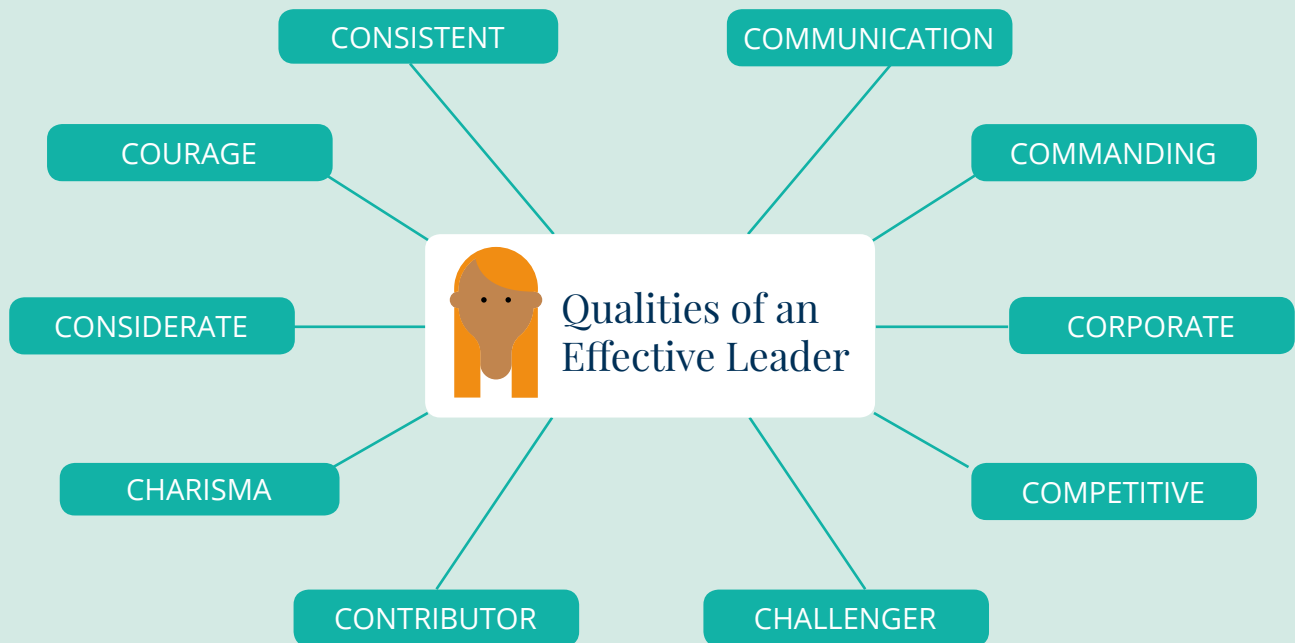 CONSISTENT
COMMUNICATION
COURAGE
COMMANDING
Qualities of an
Effective Leader
CONSIDERATE
CORPORATE
CHARISMA
COMPETITIVE
CONTRIBUTOR
CHALLENGER